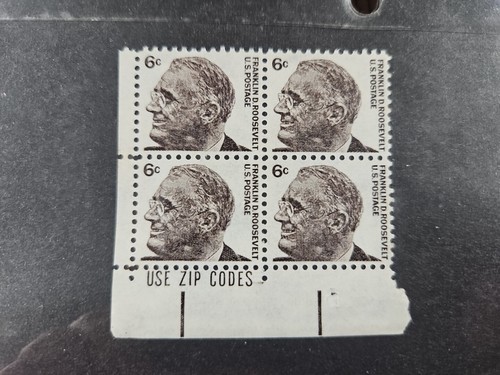 6c
FRANKLIN D. ROOSEVELT
U.S. POSTAGE
6c
FRANKLIN D. ROOSEVELT
U.S. POSTAGE
6c
FRANKLIN D. ROOSEVELT
U.S. POSTAGE
6c
FRANKLIN D. ROOSEVELT
U.S. POSTAGE
USE ZIP CODES